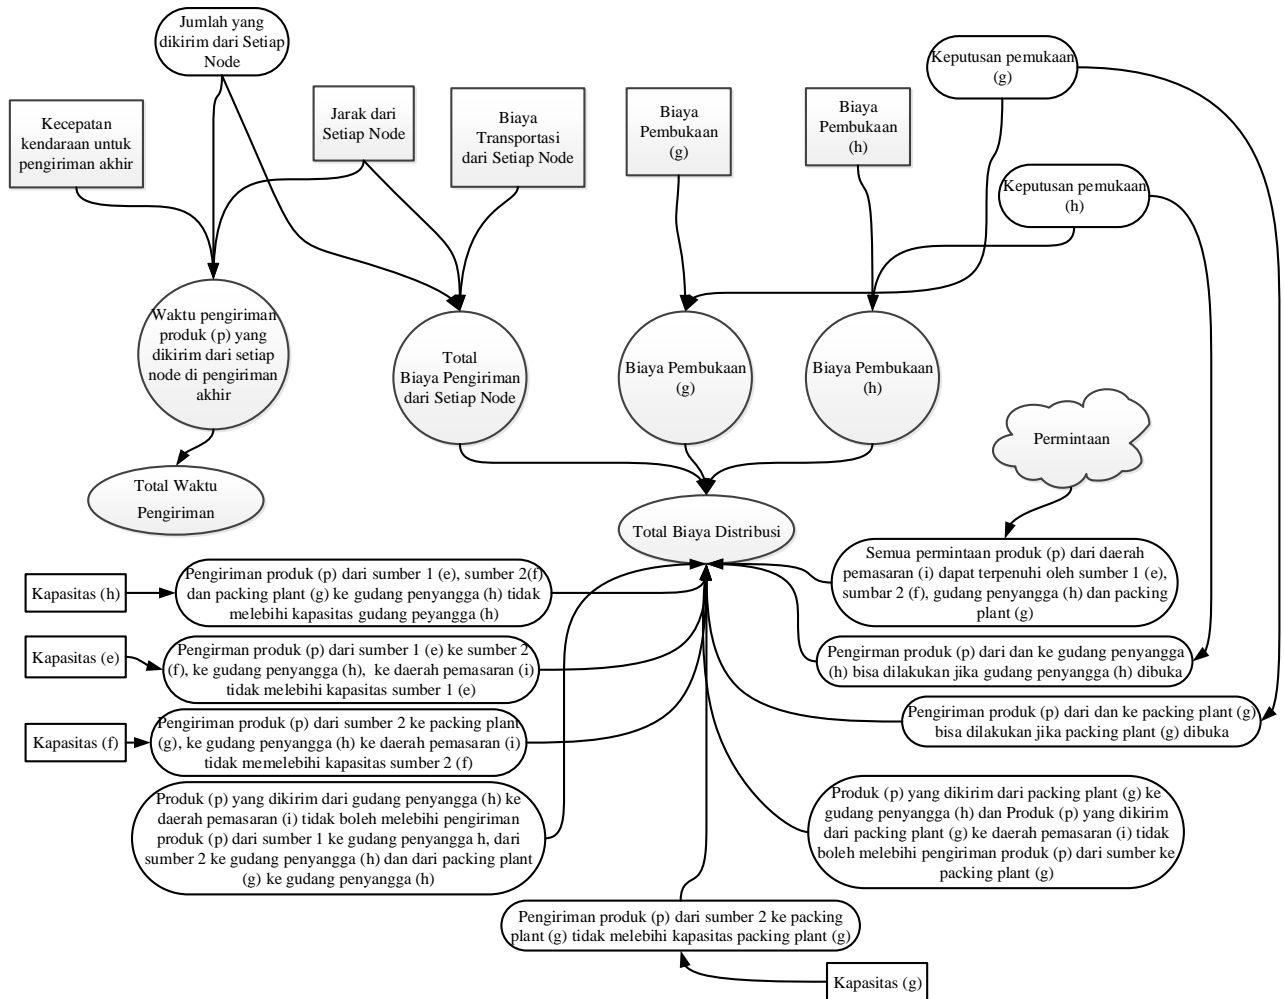 Jumlah yang
dikirim dari Setiap
Node
Keputusan pemukaan
(g)
Kecepatan
kendaraan untuk
pengiriman akhir
Jarak dari
Setiap Node
Biaya
Transportasi
dari Setiap Node
Biaya
Pembukaan
(g)
Biaya
Pembukaan
(h)
Keputusan pemukaan
(h)
Waktu pengiriman
produk (p) yang
dikirim dari setiap
node di pengiriman
akhir
Total
Biaya Pengiriman
dari Setiap Node
Biaya Pembukaan
(g)
Biaya Pembukaan
(h)
Permintaan
Total Waktu
Pengiriman
Total Biaya Distribusi
Kapasitas (h)
Pengiriman produk (p) dari sumber 1 (e), sumber 2(f)
dan packing plant (g) ke gudang penyangga (h) tidak
melebihi kapasitas gudang peyangga (h)
Semua permintaan produk (p) dari daerah
pemasaran (i) dapat terpenuhi oleh sumber 1 (e),
sumbar 2 (f), gudang penyangga (h) dan packing
plant (g)
Kapasitas (e)
Pengirman produk (p) dari sumber 1 (e) ke sumber 2
(f), ke gudang penyangga (h), ke daerah pemasaran (i)
tidak melebihi kapasitas sumber 1 (e)
Pengirman produk (p) dari dan ke gudang penyangga
(h) bisa dilakukan jika gudang penyangga (h) dibuka
Kapasitas (f)
Pengiriman produk (p) dari sumber 2 ke packing plant
(g), ke gudang penyangga (h) ke daerah pemasaran (i)
tidak memelebihi kapasitas sumber 2 (f)
Pengiriman produk (p) dari dan ke packing plant (g)
bisa dilakukan jika packing plant (g) dibuka
Produk (p) yang dikirim dari gudang penyangga (h) ke
daerah pemasaran (i) tidak boleh melebihi pengiriman
produk (p) dari sumber 1 ke gudang penyangga h, dari
sumber 2 ke gudang penyangga (h) dan dari packing plant
(g) ke gudang penyangga (h)
Produk (p) yang dikirim dari packing plant (g) ke
gudang penyangga (h) dan Produk (p) yang dikirim
dari packing plant (g) ke daerah pemasaran (i) tidak
boleh melebihi pengiriman produk (p) dari sumber ke
packing plant (g)
Pengiriman produk (p) dari sumber 2 ke packing
plant (g) tidak melebihi kapasitas packing plant (g)
Kapasitas (g)